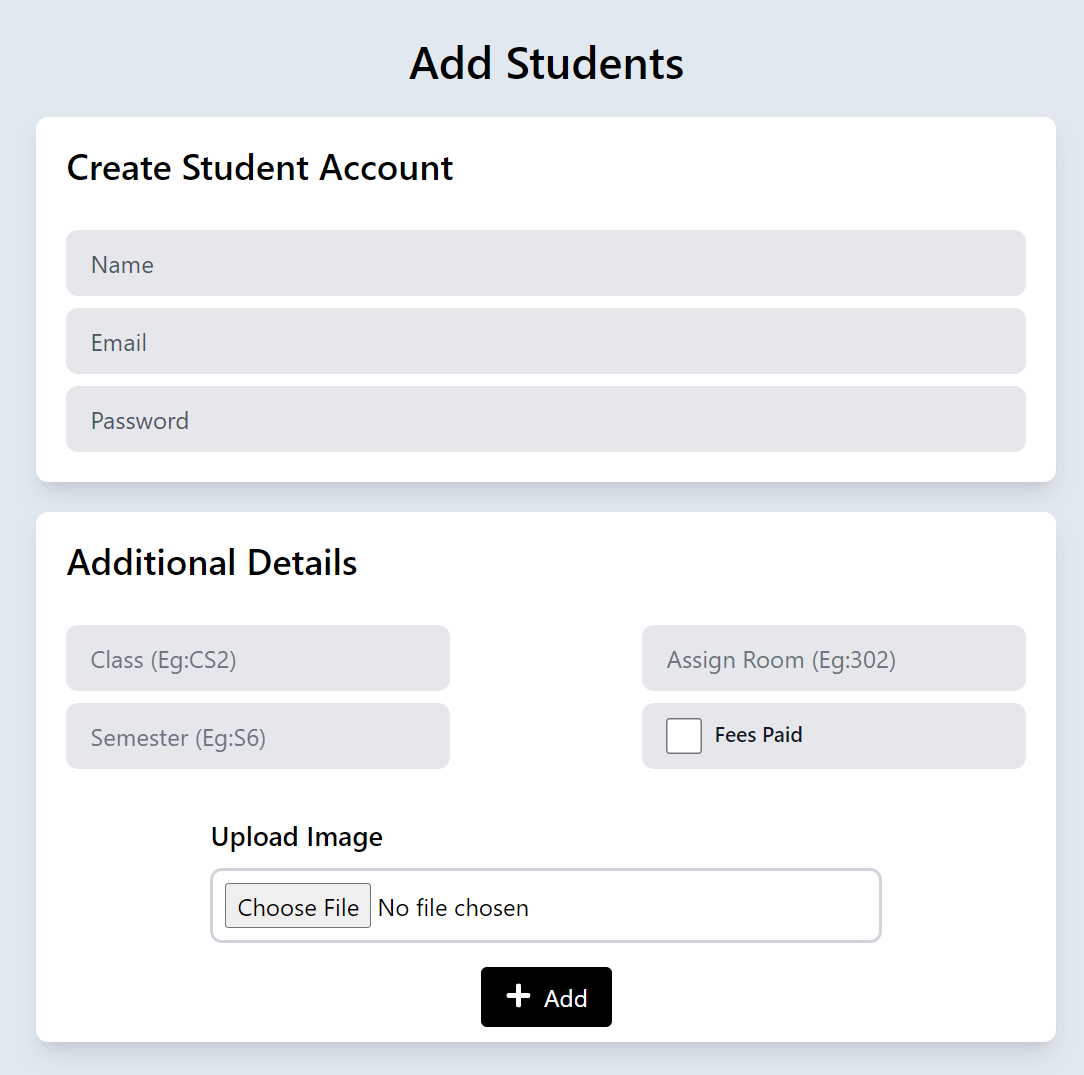 Add Students
Create Student Account
Name
Email
Password
Additional Details
Class (Eg:CS2)
Assign Room (Eg:302)
Semester (Eg:S6)
Fees Paid
Upload Image
Choose File No file chosen
Add